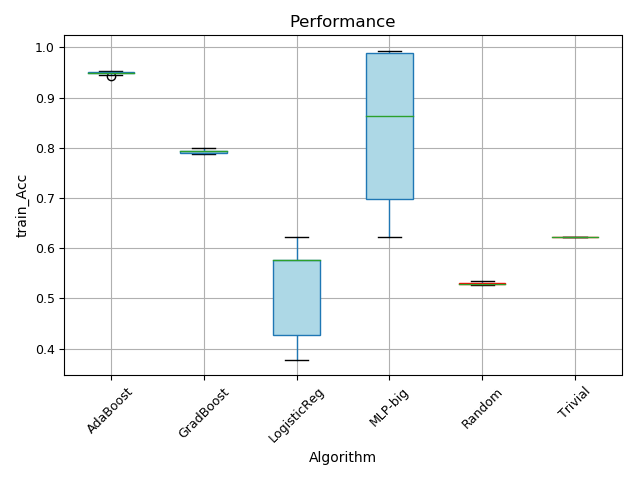 Performance
train_Acc
1.0
0.9
0.8
0.7
0.6
0.5
0.4
AdaBoost
GradBoost
LogisticReg
MLP-big
Random
Trivial
Algorithm